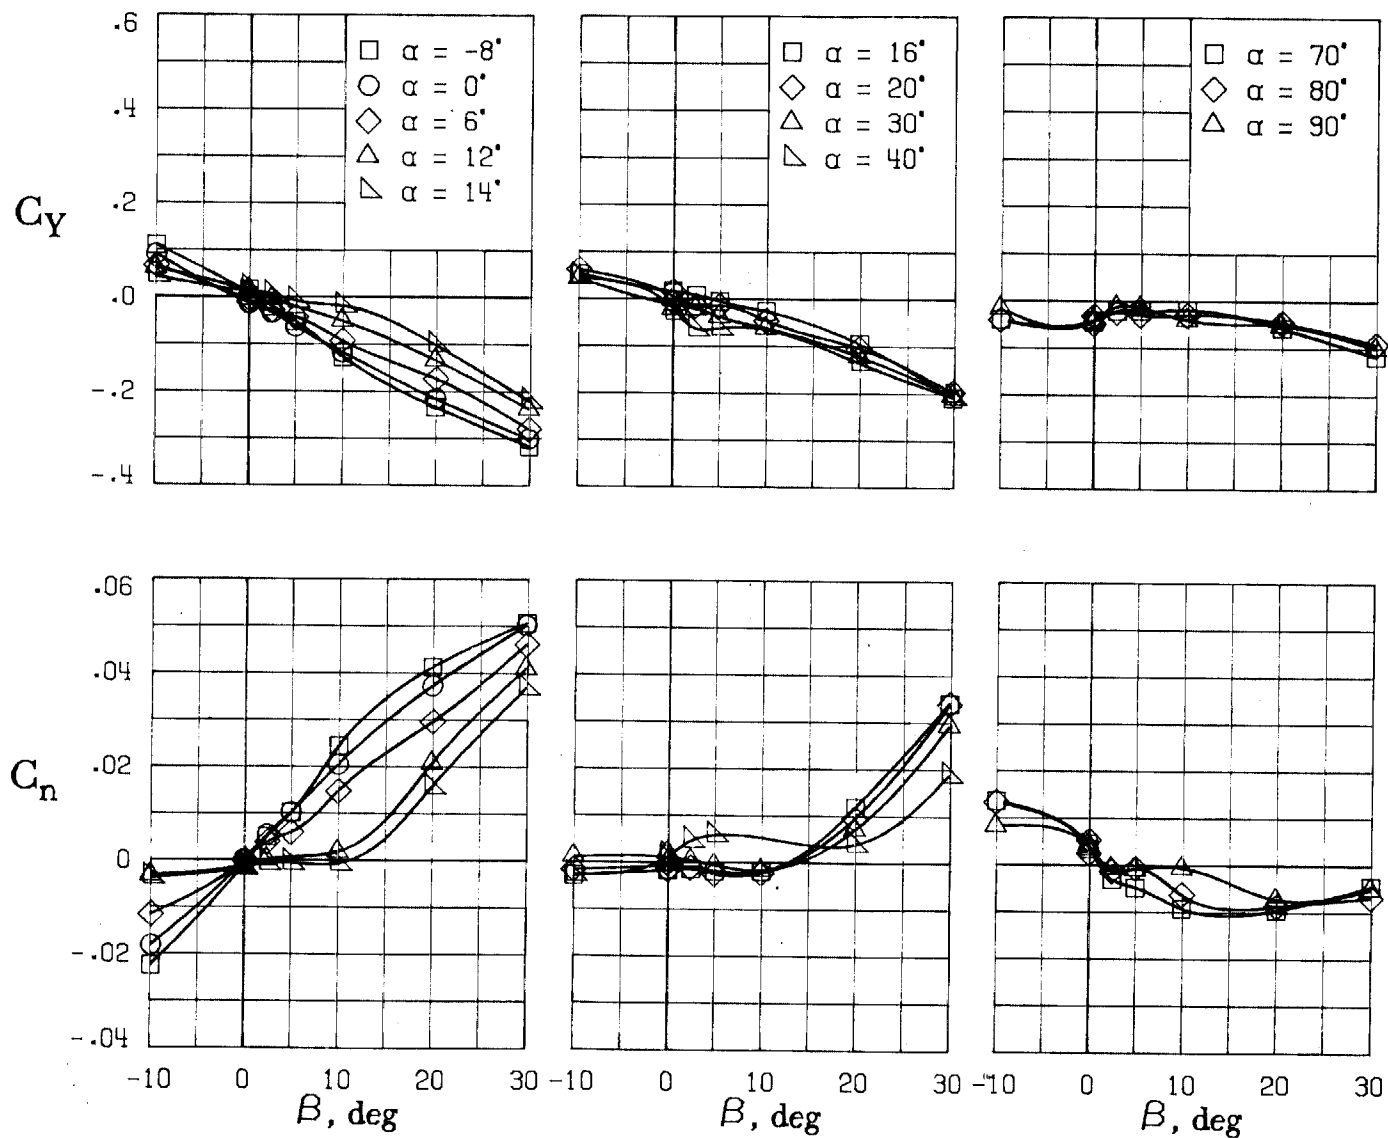 .6
.4
.2
.0
-.2
-.4
C_Y
α = -8°
α = 0°
α = 6°
α = 12°
α = 14°
α = 16°
α = 20°
α = 30°
α = 40°
α = 70°
α = 80°
α = 90°
.06
.04
.02
0
-.02
-.04
C_n
-10 0 10 20 30
β, deg
-10 0 10 20 30
β, deg
-10 0 10 20 30
β, deg